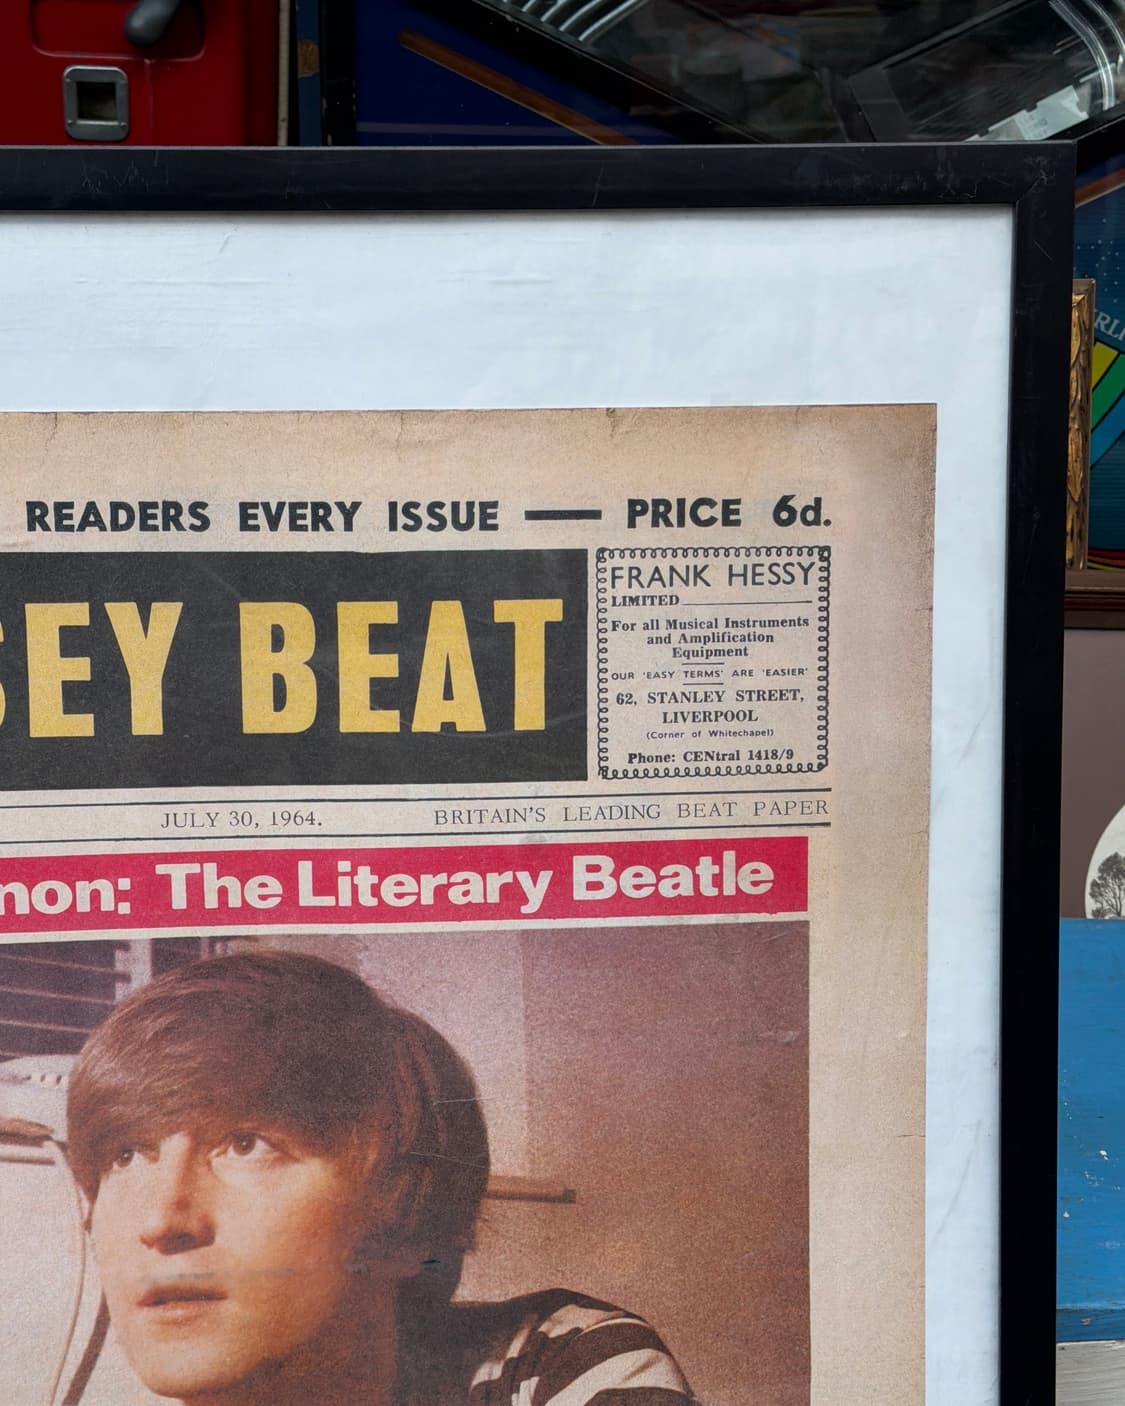 READERS EVERY ISSUE — PRICE 6d.
SEY BEAT
FRANK HESSY
LIMITED
For all Musical Instruments
and Amplification
Equipment
OUR 'EASY TERMS' ARE 'EASIER'
62, STANLEY STREET,
LIVERPOOL
(Corner of Whitechapel)
Phone: CENtral 1418/9
JULY 30, 1964. BRITAIN'S LEADING BEAT PAPER
non: The Literary Beatle